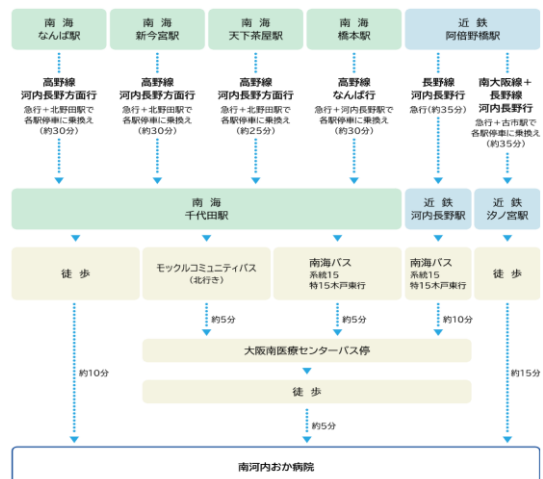 南 海
なんば駅
南 海
新今宮駅
南 海
天下茶屋駅
南 海
橋本駅
近 鉄
阿倍野橋駅
高野線
河内長野方面行
急行＋北野田駅で
各駅停車に乗換え
（約30分）
高野線
河内長野方面行
急行＋北野田駅で
各駅停車に乗換え
（約30分）
高野線
河内長野方面行
急行＋北野田駅で
各駅停車に乗換え
（約25分）
高野線
なんば行
急行＋河内長野駅で
各駅停車に乗換え
（約30分）
長野線
河内長野行
急行（約35分）
南大阪線＋
長野線
河内長野行
急行＋古市駅で
各駅停車に乗換え
（約35分）
南 海
千代田駅
近 鉄
河内長野駅
近 鉄
汐ノ宮駅
徒 歩
モックルコミュニティバス
（北行き）
南海バス
系統15
特15木戸東行
南海バス
系統15
特15木戸東行
徒 歩
約5分
約5分
約10分
大阪南医療センターバス停
約10分
約15分
徒 歩
約5分
南河内おか病院